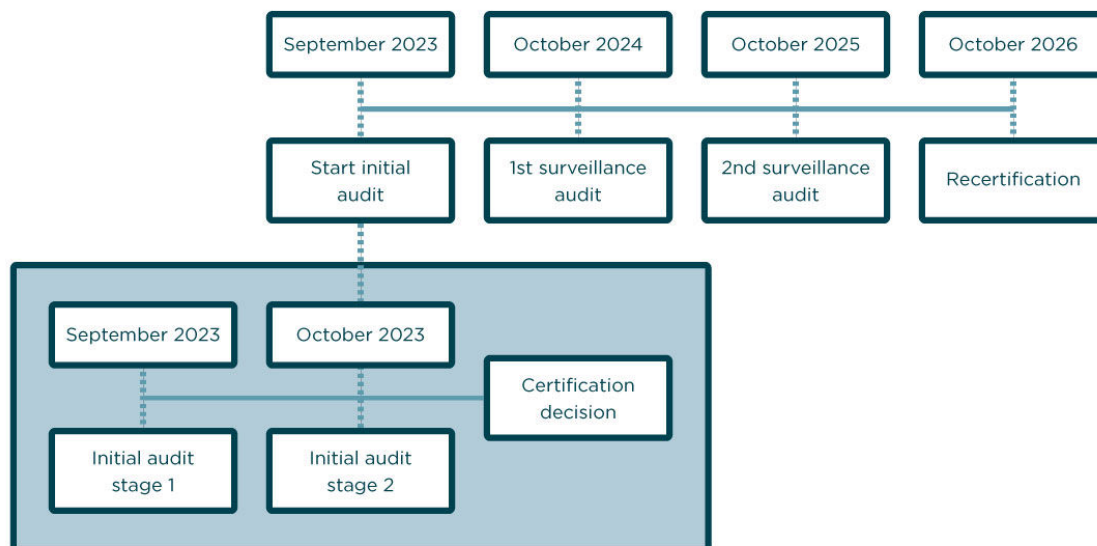 September 2023
October 2024
October 2025
October 2026
Start initial
audit
1st surveillance
audit
2nd surveillance
audit
Recertification
September 2023
October 2023
Certification
decision
Initial audit
stage 1
Initial audit
stage 2